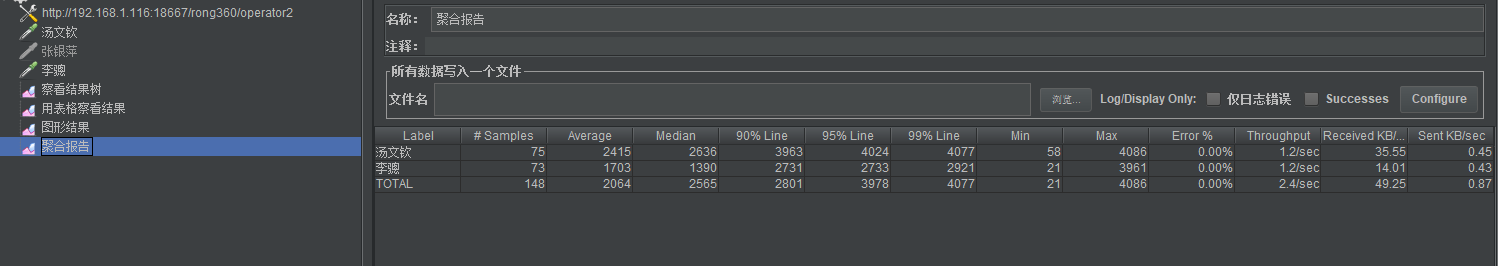 http://192.168.1.116:18667/rong360/operator2
汤文钦
张银萍
李骢
察看结果树
用表格察看结果
图形结果
聚合报告
名称： 聚合报告
注释：
所有数据写入一个文件
文件名 浏览... Log/Display Only: 仅日志错误 Successes Configure
Label # Samples Average Median 90% Line 95% Line 99% Line Min Max Error % Throughput Received KB/... Sent KB/sec
汤文钦 75 2415 2636 3963 4024 4077 58 4086 0.00% 1.2/sec 35.55 0.45
李骢 73 1703 1390 2731 2733 2921 21 3961 0.00% 1.2/sec 14.01 0.43
TOTAL 148 2064 2565 2801 3978 4077 21 4086 0.00% 2.4/sec 49.25 0.87